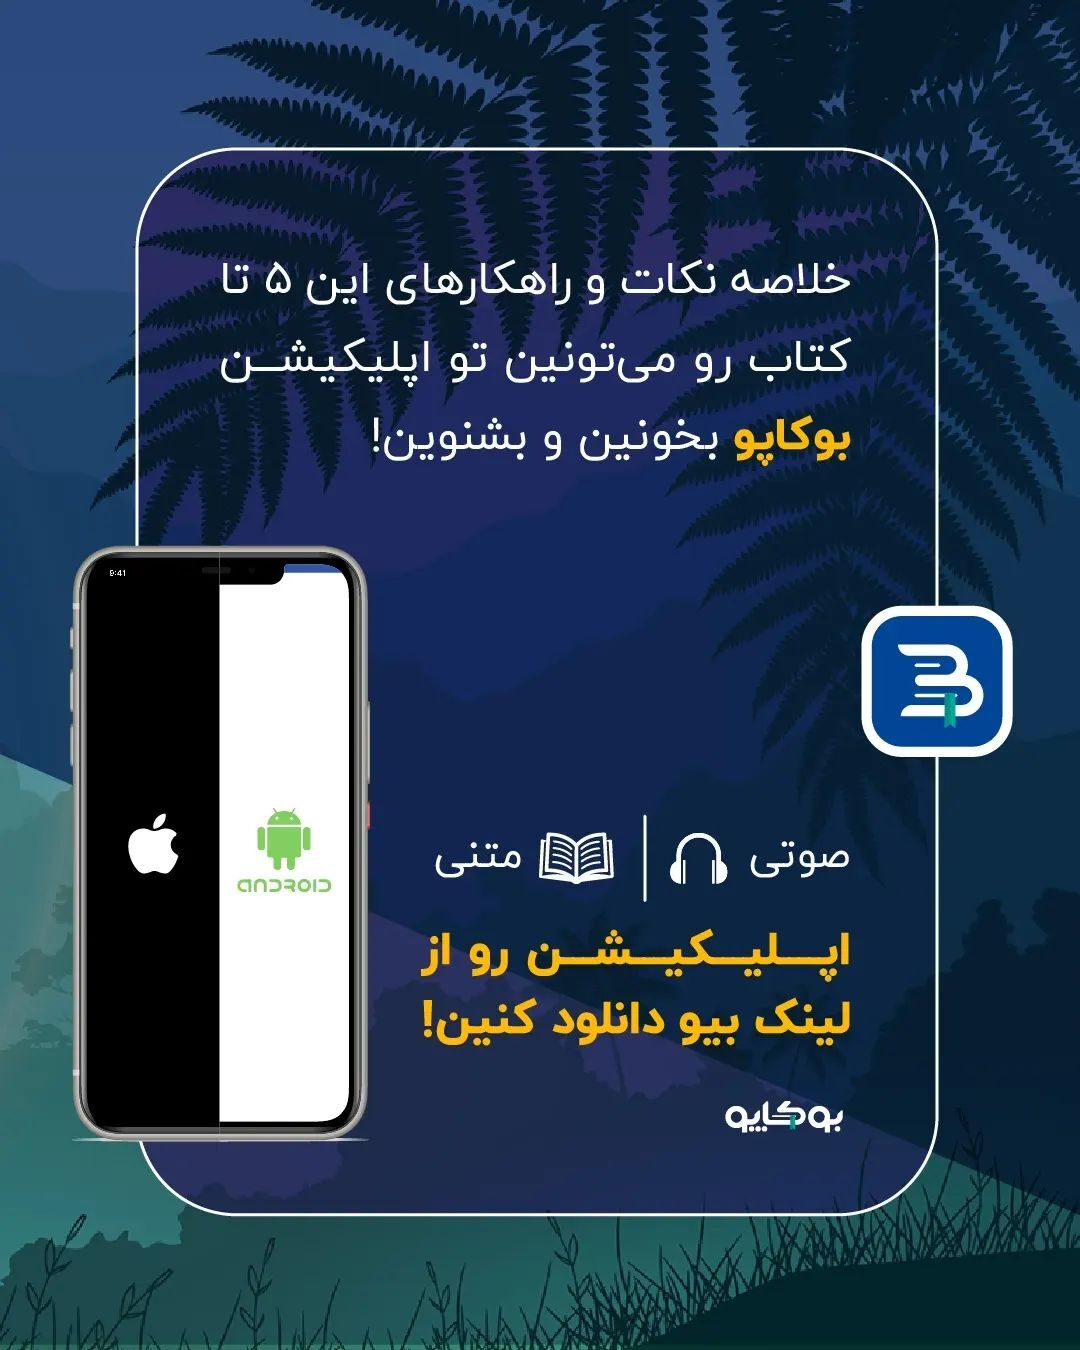 خلاصه نکات و راهکارهای این ۵ تا
کتاب رو می‌تونین تو اپلیکیشن
بوکاپو بخونین و بشنوین!
9:41
صوتی
متنی
ANDROID
اپلیکیشن رو از
لینک بیو دانلود کنین!
بوکاپو